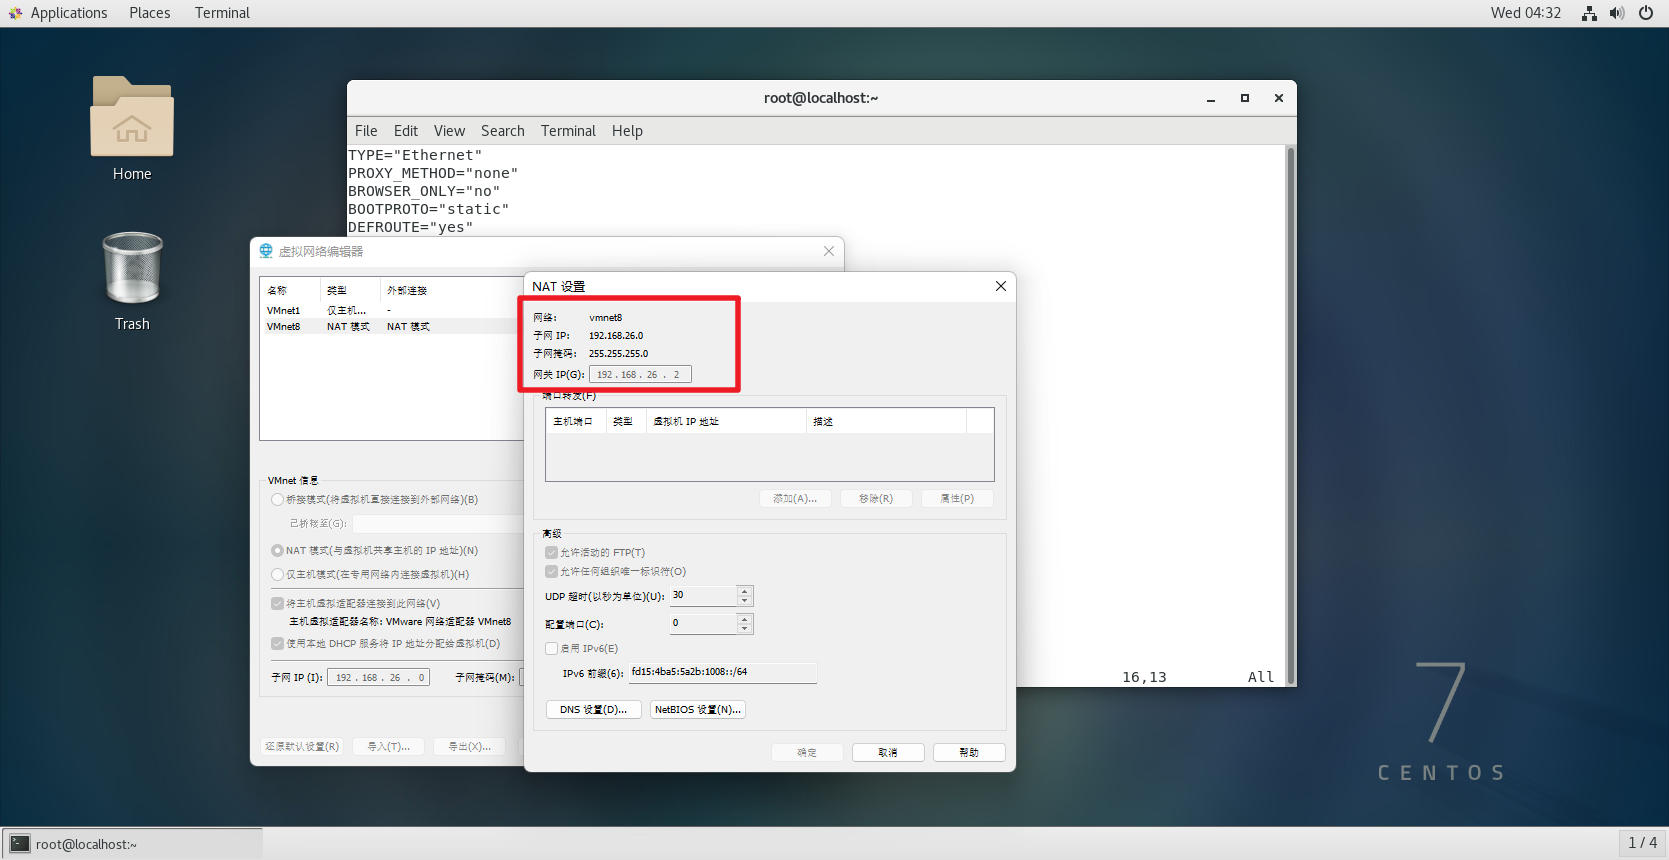 Applications Places Terminal Wed 04:32
Home
Trash
root@localhost:~
File Edit View Search Terminal Help
TYPE="Ethernet"
PROXY_METHOD="none"
BROWSER_ONLY="no"
BOOTPROTO="static"
DEFROUTE="yes"
16,13 All
虚拟网络编辑器
名称 类型 外部连接
VMnet1 仅主机... -
VMnet8 NAT 模式 NAT 模式
VMnet 信息
桥接模式(将虚拟机直接连接到外部网络)(B)
已桥接至(G):
NAT 模式(与虚拟机共享主机的 IP 地址)(N)
仅主机模式(在专用网络内连接虚拟机)(H)
将主机虚拟适配器连接到此网络(V)
主机虚拟适配器名称: VMware 网络适配器 VMnet8
使用本地 DHCP 服务将 IP 地址分配给虚拟机(D)
子网 IP (I): 192 . 168 . 26 . 0 子网掩码(M):
还原默认设置(R) 导入(T)... 导出(X)...
NAT 设置
网络: vmnet8
子网 IP: 192.168.26.0
子网掩码: 255.255.255.0
网关 IP(G): 192 . 168 . 26 . 2
端口转发(F)
主机端口 类型 虚拟机 IP 地址 描述
添加(A)... 移除(R) 属性(P)
高级
允许活动的 FTP(T)
允许任何组织唯一标识符(O)
UDP 超时(以秒为单位)(U): 30
配置端口(C): 0
启用 IPv6(E)
IPv6 前缀(6): fd15:4ba5:5a2b:1008::/64
DNS 设置(D)... NetBIOS 设置(N)...
确定 取消 帮助
7
CENTOS
root@localhost:~
1 / 4